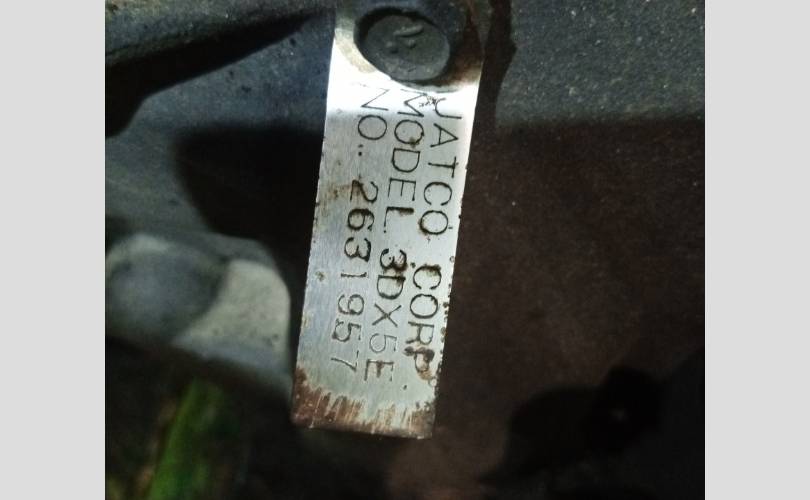 JATCO CORP.
MODEL 3DX5E
NO. 2631957